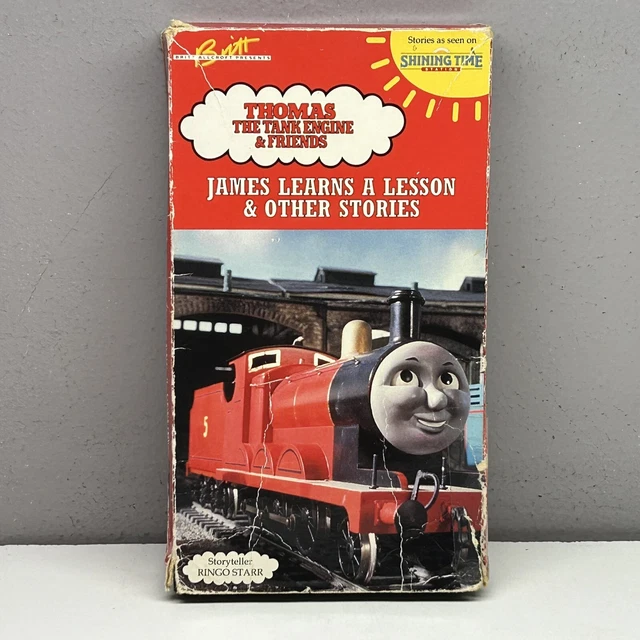 Britt
BRITT ALLCROFT PRESENTS
Stories as seen on
SHINING TIME
STATION
THOMAS
THE TANK ENGINE
& FRIENDS
JAMES LEARNS A LESSON
& OTHER STORIES
5
Storyteller
RINGO STARR